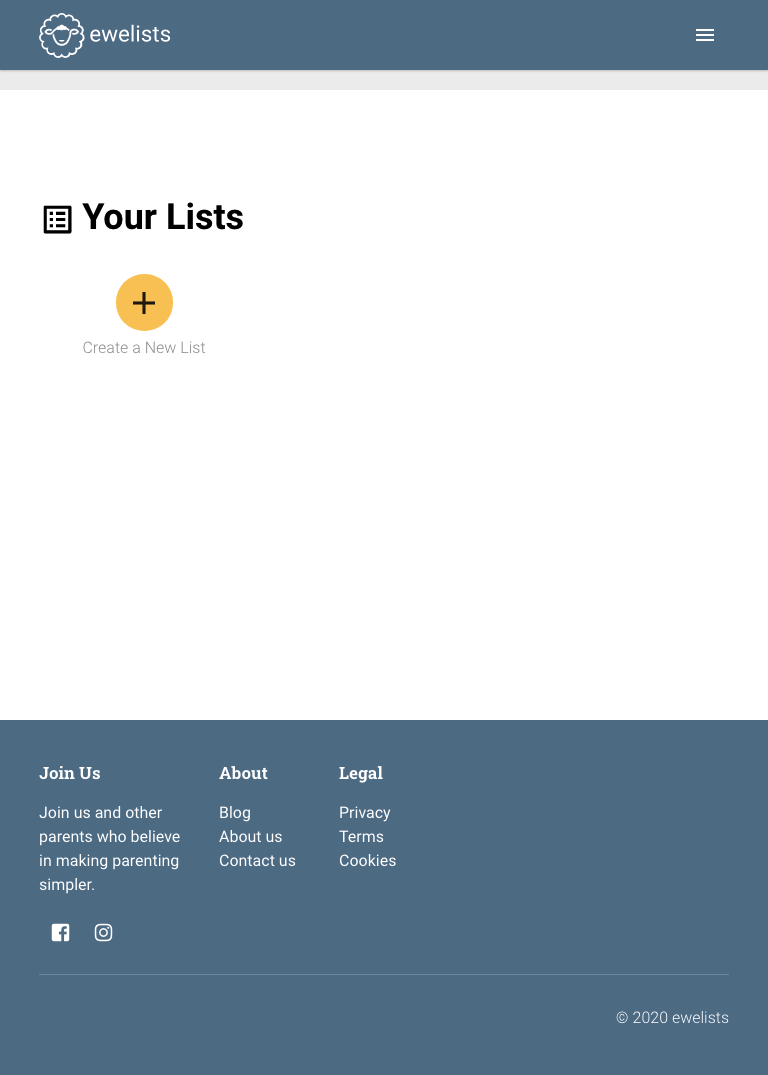 ewelists
Your Lists
Create a New List
Join Us
Join us and other
parents who believe
in making parenting
simpler.
About
Blog
About us
Contact us
Legal
Privacy
Terms
Cookies
© 2020 ewelists